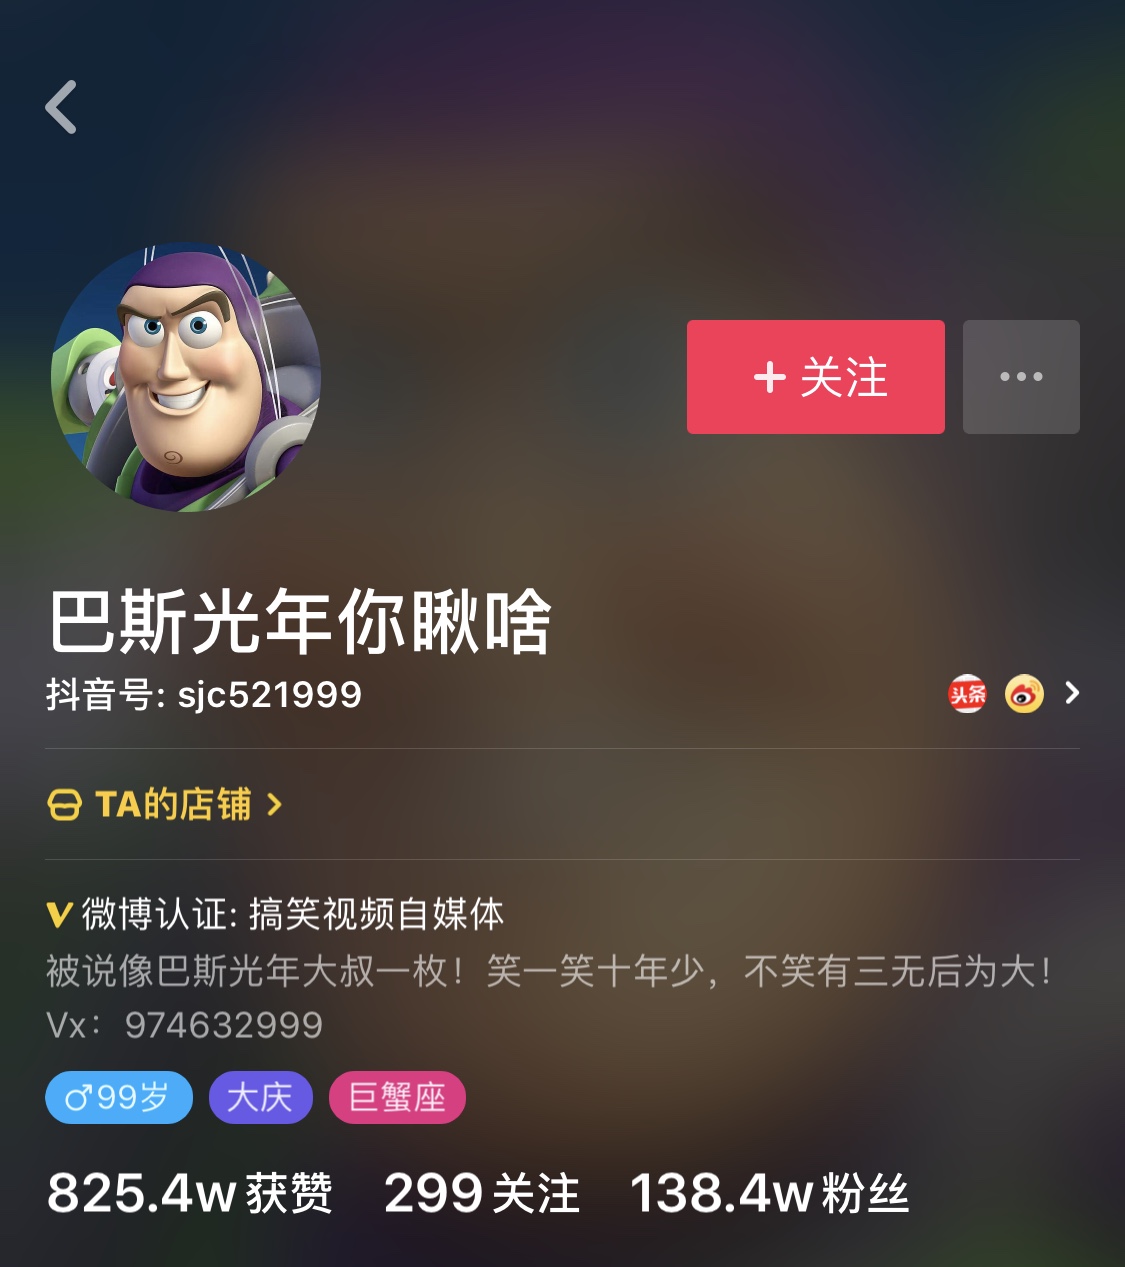 + 关注
巴斯光年你瞅啥
抖音号: sjc521999
头条
TA的店铺
微博认证: 搞笑视频自媒体
被说像巴斯光年大叔一枚！笑一笑十年少，不笑有三无后为大！
Vx：974632999
♂99岁 大庆 巨蟹座
825.4w获赞 299关注 138.4w粉丝